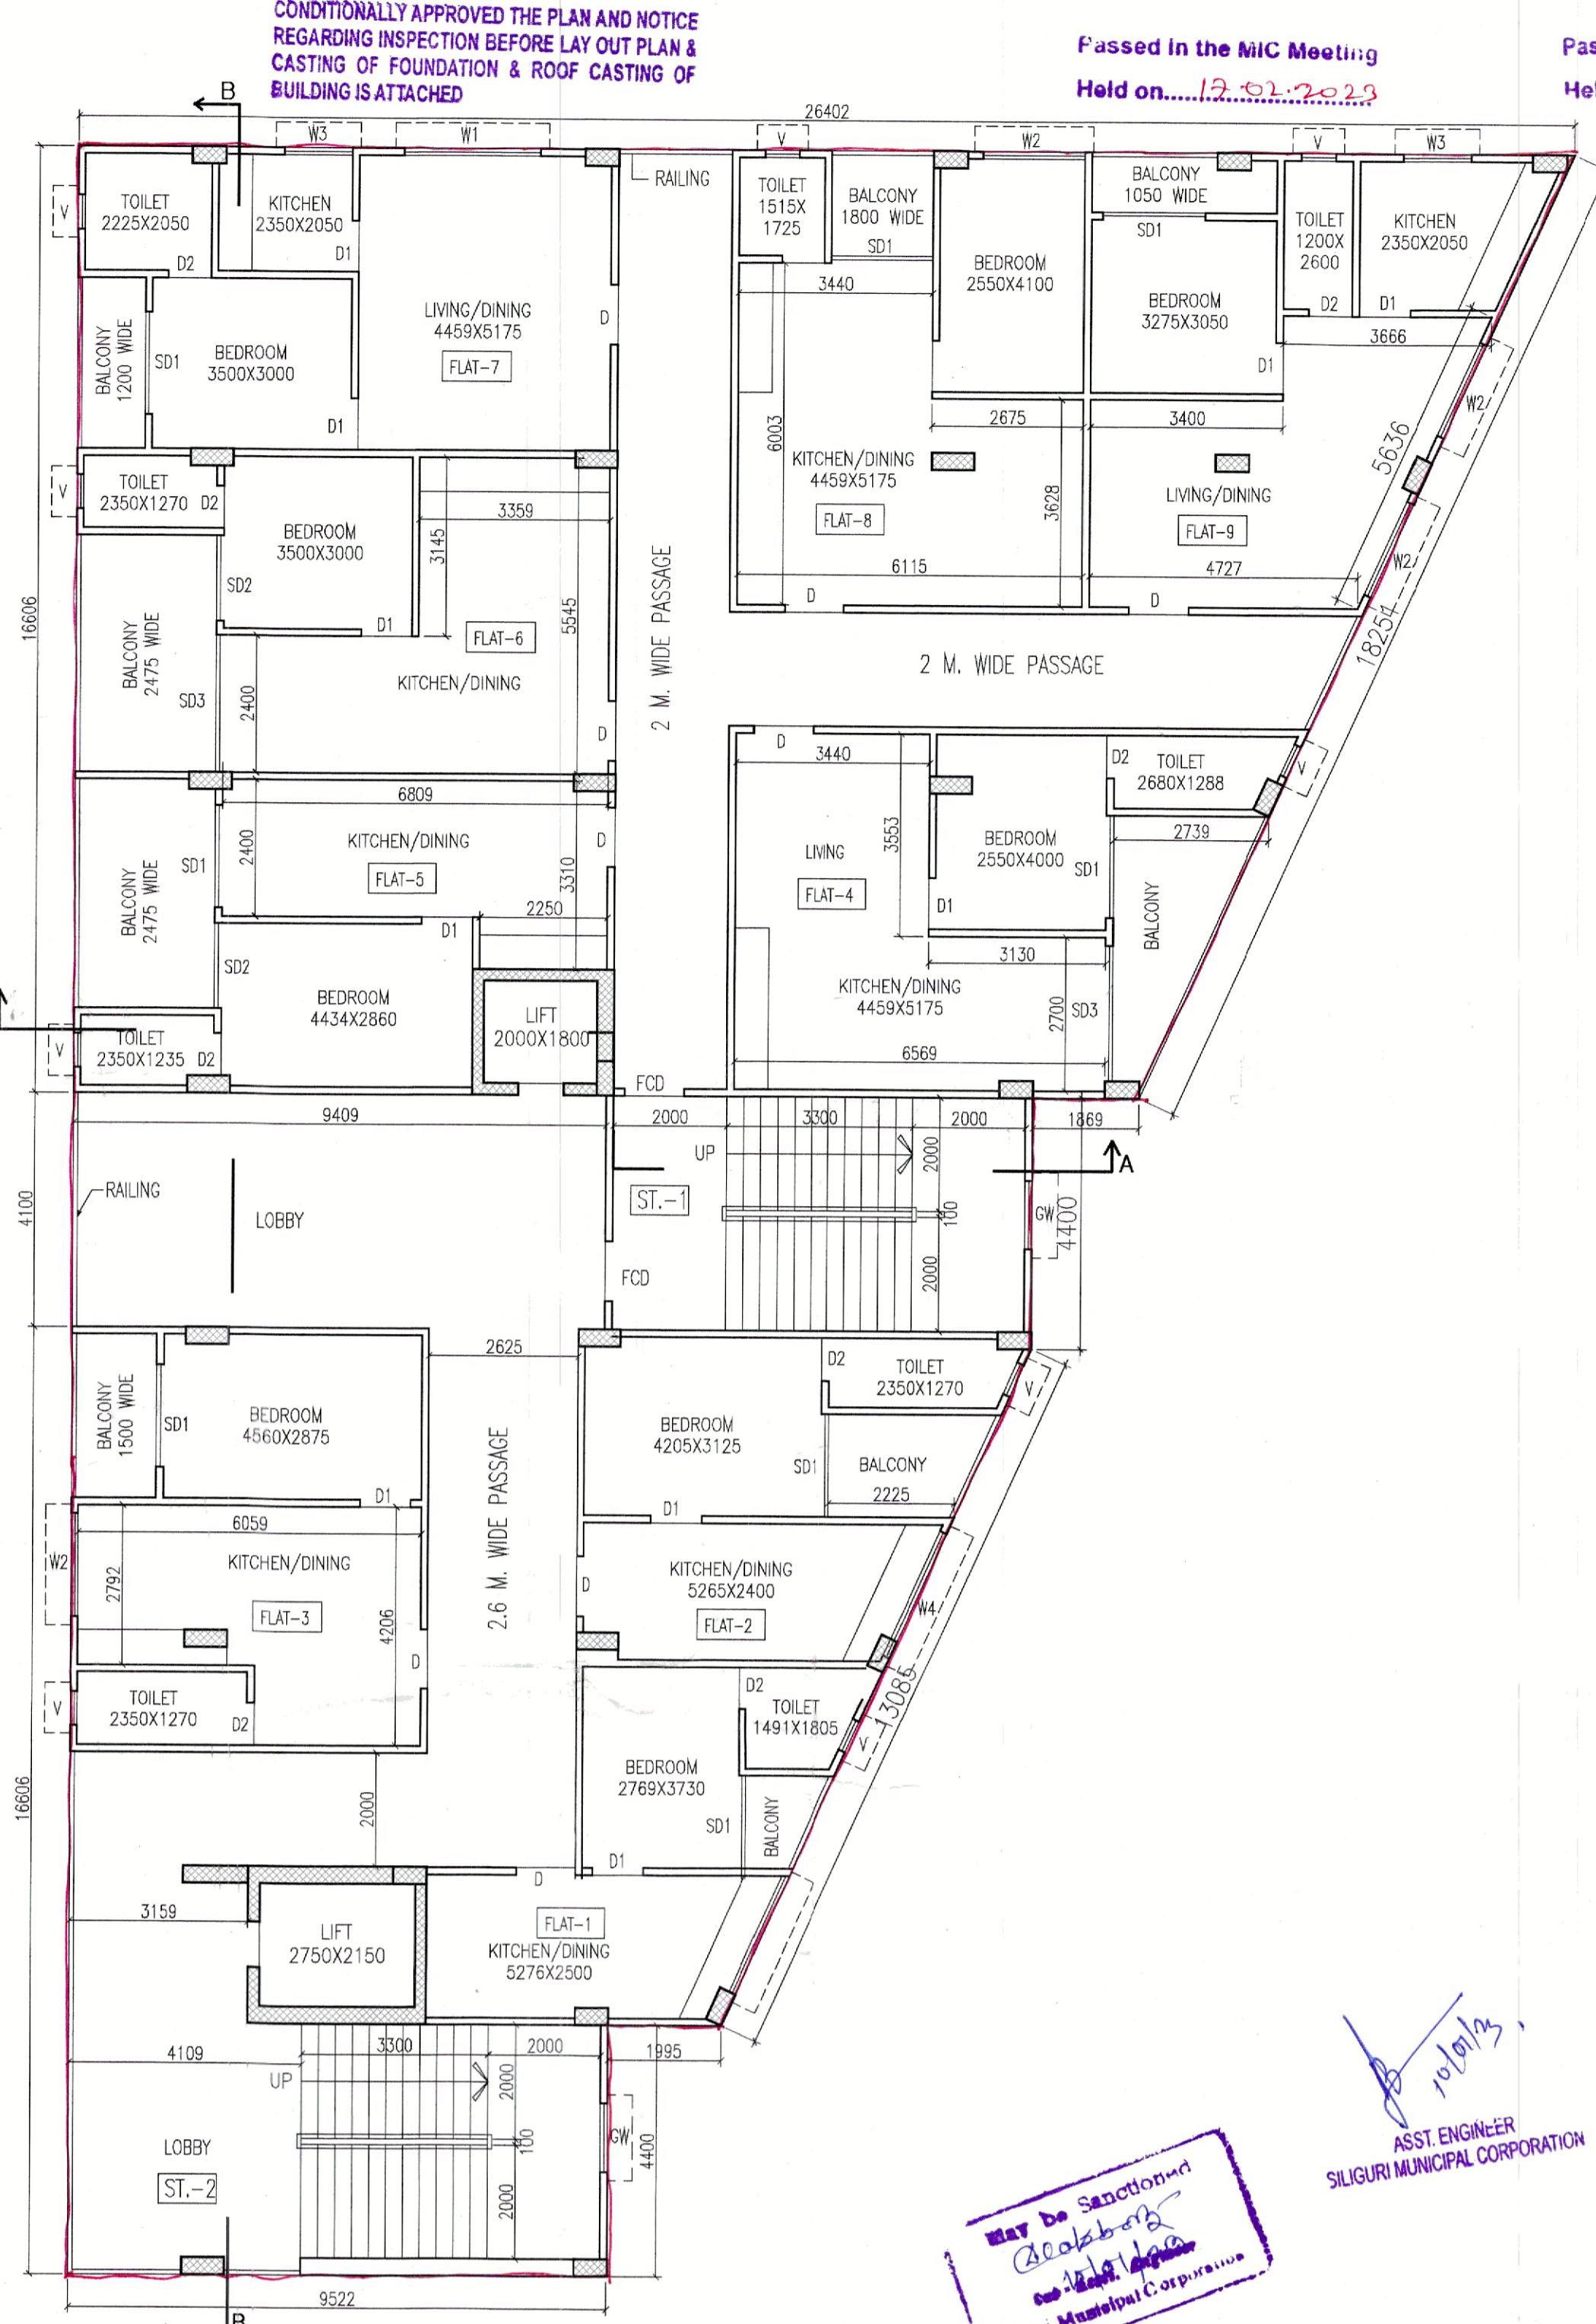 CONDITIONALLY APPROVED THE PLAN AND NOTICE
REGARDING INSPECTION BEFORE LAY OUT PLAN &
CASTING OF FOUNDATION & ROOF CASTING OF
BUILDING IS ATTACHED
Passed in the MIC Meeting
Held on.....17.02.2023
Pas
Hel
B
26402
W3
W1
V
W2
V
W3
V
TOILET
2225X2050
D2
KITCHEN
2350X2050
D1
RAILING
TOILET
1515X
1725
BALCONY
1800 WIDE
SD1
BALCONY
1050 WIDE
SD1
TOILET
1200X
2600
D2
KITCHEN
2350X2050
D1
BALCONY
1200 WIDE
SD1
BEDROOM
3500X3000
D1
LIVING/DINING
4459X5175
FLAT-7
D
3440
BEDROOM
2550X4100
BEDROOM
3275X3050
D1
3666
W2
16606
V
TOILET
2350X1270
D2
BEDROOM
3500X3000
SD2
D1
3359
3145
5545
FLAT-6
KITCHEN/DINING
D
BALCONY
2475 WIDE
SD3
2400
2 M. WIDE PASSAGE
6003
2675
3400
KITCHEN/DINING
4459X5175
FLAT-8
3628
6115
D
LIVING/DINING
FLAT-9
4727
D
5636
W2
18251
2 M. WIDE PASSAGE
BALCONY
2475 WIDE
SD1
6809
2400
KITCHEN/DINING
FLAT-5
D
3310
2250
D1
SD2
BEDROOM
4434X2860
LIFT
2000X1800
V
TOILET
2350X1235
D2
D
3440
LIVING
FLAT-4
3553
BEDROOM
2550X4000
D1
SD1
D2
TOILET
2680X1288
V
2739
BALCONY
3130
KITCHEN/DINING
4459X5175
2700
SD3
6569
FCD
9409
2000
3300
2000
1869
UP
2000
A
4100
RAILING
LOBBY
ST.-1
100
GW
4400
FCD
2000
BALCONY
1500 WIDE
SD1
BEDROOM
4560X2875
D1
2625
BEDROOM
4205X3125
D1
D2
TOILET
2350X1270
V
SD1
BALCONY
2225
W2
6059
2792
KITCHEN/DINING
FLAT-3
4206
D
2.6 M. WIDE PASSAGE
D
KITCHEN/DINING
5265X2400
FLAT-2
W4
13085
V
TOILET
2350X1270
D2
D2
TOILET
1491X1805
V
BEDROOM
2769X3730
SD1
BALCONY
D1
16606
2000
3159
LIFT
2750X2150
D
FLAT-1
KITCHEN/DINING
5276X2500
4109
3300
2000
1995
UP
2000
LOBBY
ST.-2
100
GW
4400
2000
9522
B
10/01/23
ASST. ENGINEER
SILIGURI MUNICIPAL CORPORATION
May be Sanctioned
Municipal Corporation